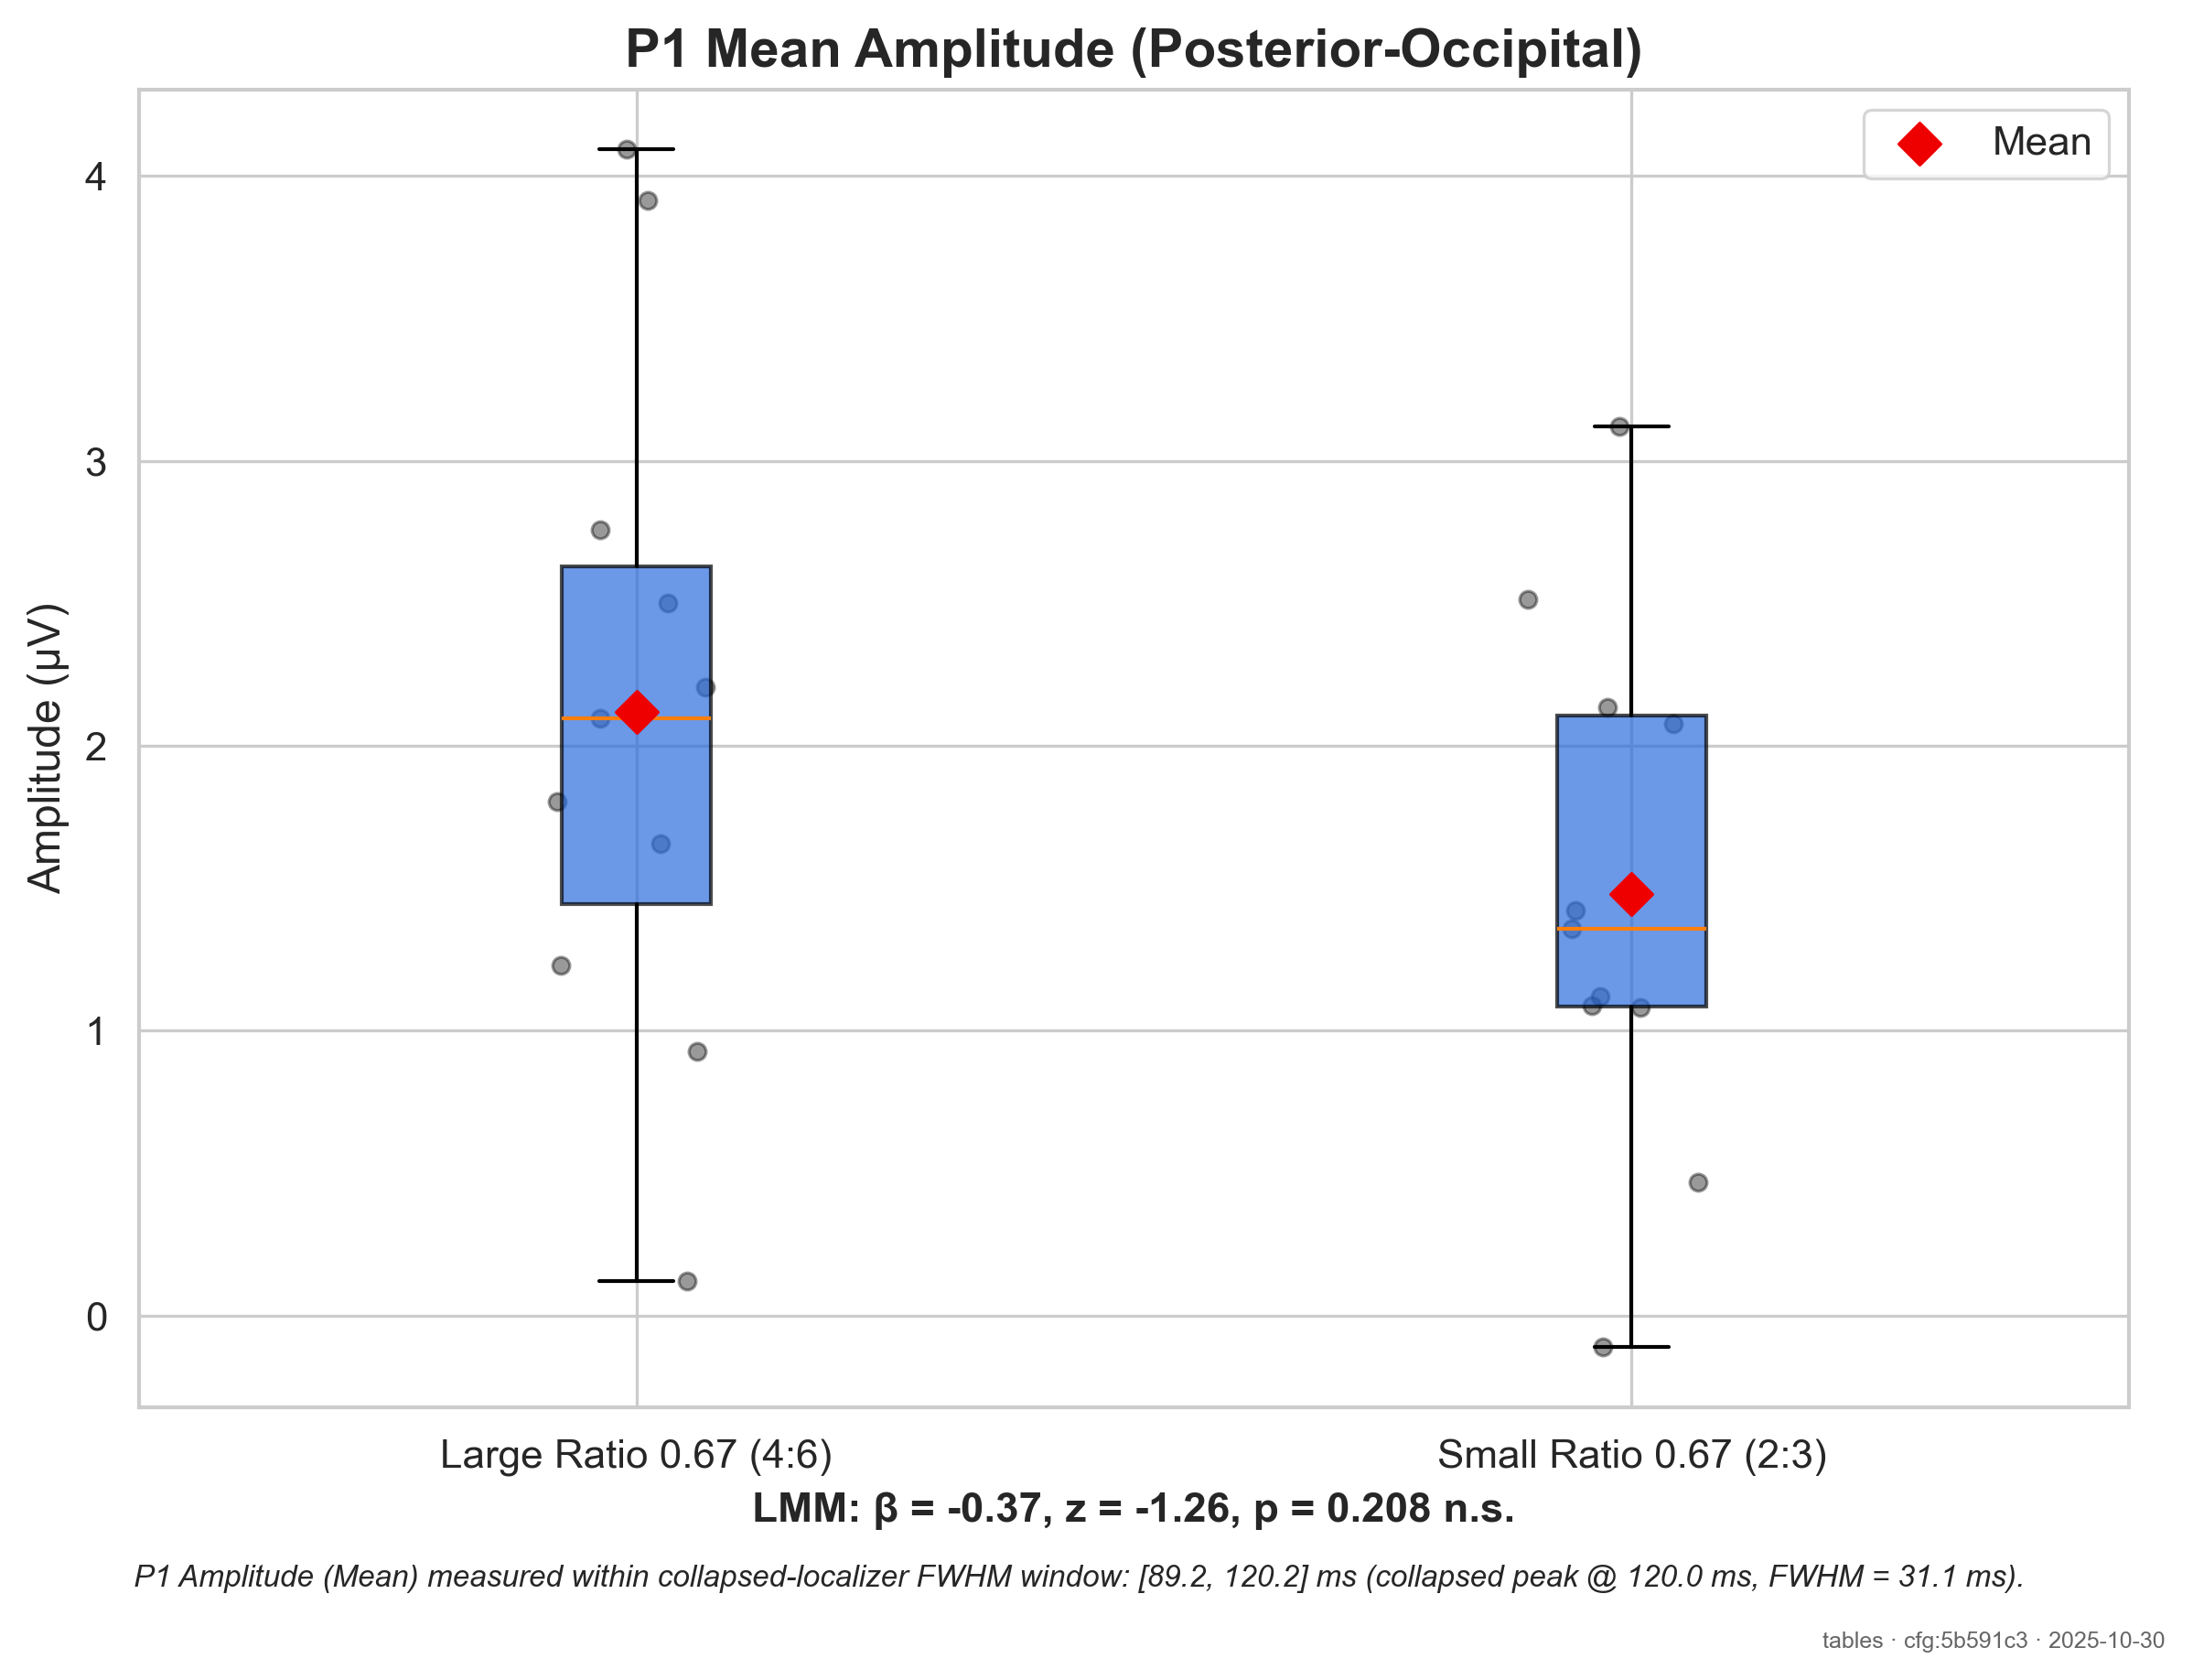 P1 Mean Amplitude (Posterior-Occipital)
Mean
Amplitude (µV)
4
3
2
1
0
Large Ratio 0.67 (4:6)
Small Ratio 0.67 (2:3)
LMM: β = -0.37, z = -1.26, p = 0.208 n.s.
P1 Amplitude (Mean) measured within collapsed-localizer FWHM window: [89.2, 120.2] ms (collapsed peak @ 120.0 ms, FWHM = 31.1 ms).
tables · cfg:5b591c3 · 2025-10-30